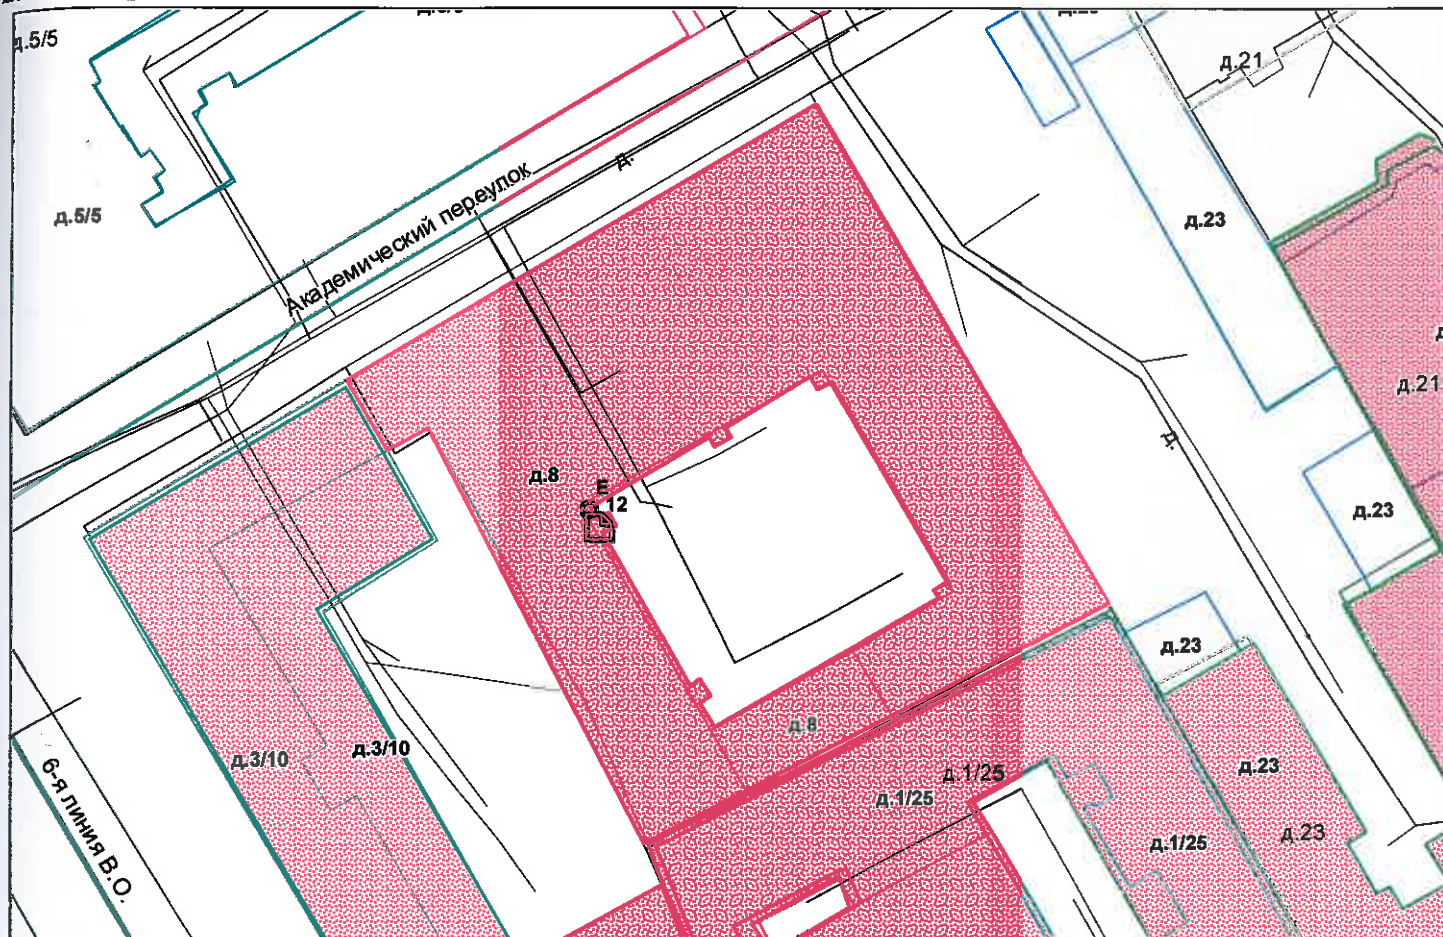 д.5/5
д.21
д.5/5
Академический переулок
д.
д.23
д.21
д.8
Е
12
д.
д.23
д.23
д.8
д.3/10
д.3/10
д.1/25
д.1/25
д.23
6-я линия В.О.
д.1/25
д.23